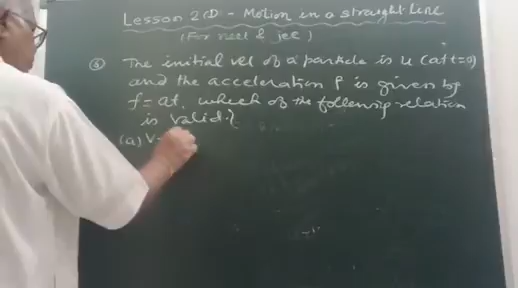 Lesson 2(D - Motion in a straight line
(For neet & jee)
(3) The initial vel of a particle is u (at t=0)
and the acceleration f is given by
f = at, which of the following relation
is valid?
(a) V